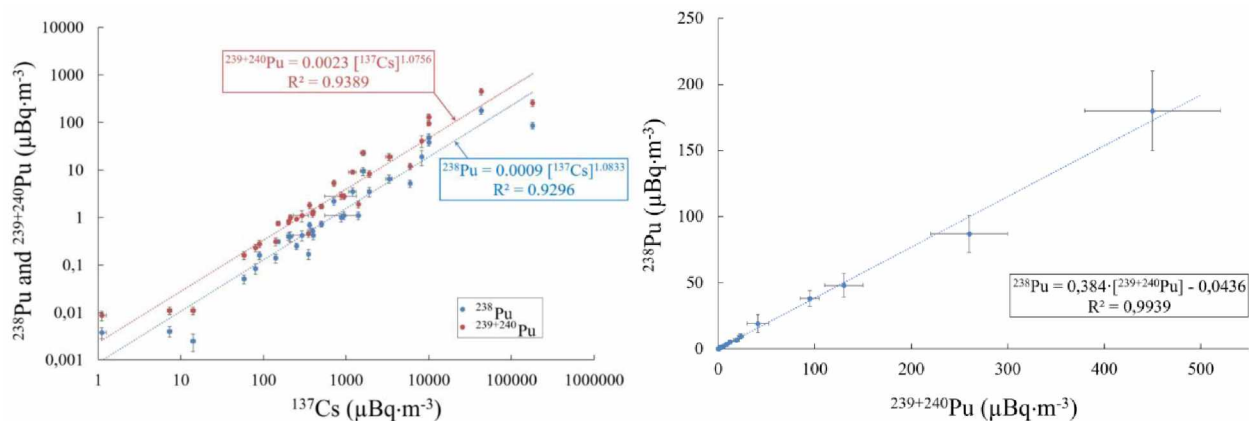 ²³⁸Pu and ²³⁹⁺²⁴⁰Pu (µBq·m⁻³)
10000
1000
100
10
1
0,1
0,01
0,001
²³⁹⁺²⁴⁰Pu = 0.0023 [¹³⁷Cs]¹·⁰⁷⁵⁶
R² = 0.9389
²³⁸Pu = 0.0009 [¹³⁷Cs]¹·⁰⁸³³
R² = 0.9296
²³⁸Pu
²³⁹⁺²⁴⁰Pu
1 10 100 1000 10000 100000 1000000
¹³⁷Cs (µBq·m⁻³)
²³⁸Pu (µBq·m⁻³)
250
200
150
100
50
0
²³⁸Pu = 0,384·[²³⁹⁺²⁴⁰Pu] - 0,0436
R² = 0,9939
0 100 200 300 400 500
²³⁹⁺²⁴⁰Pu (µBq·m⁻³)